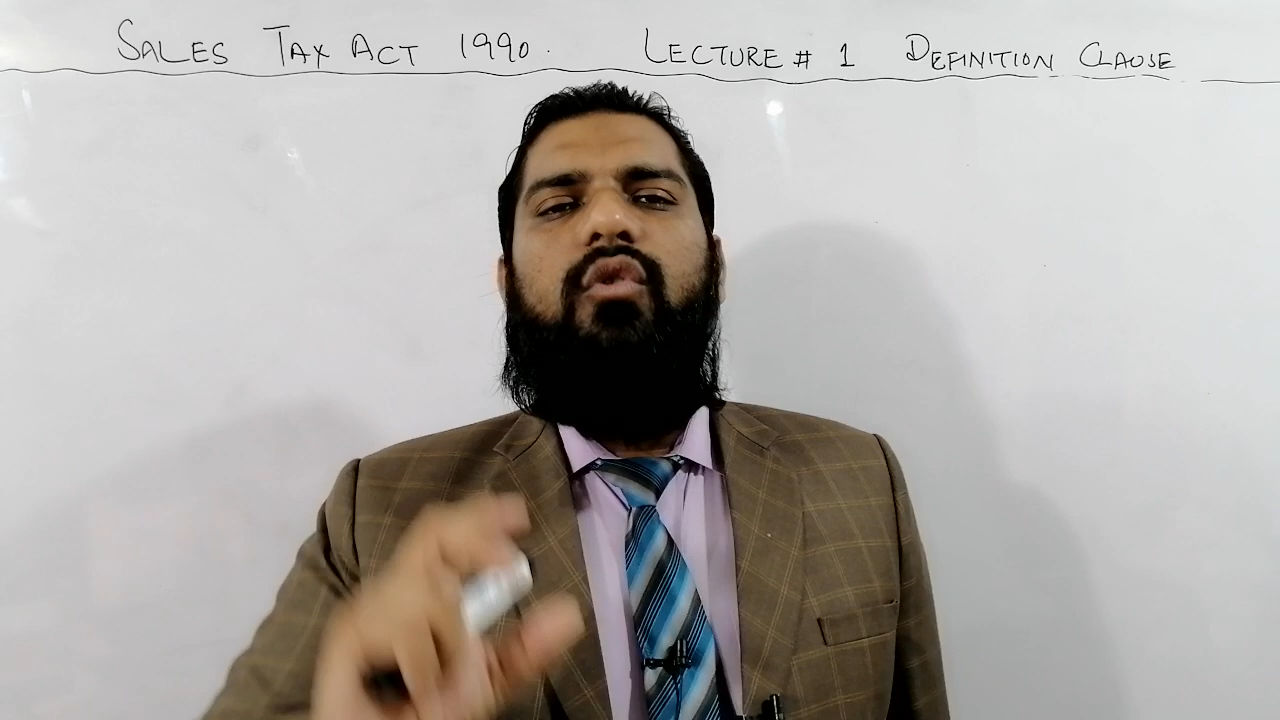 SALES TAX ACT 1990. LECTURE # 1 DEFINITION CLAUSE